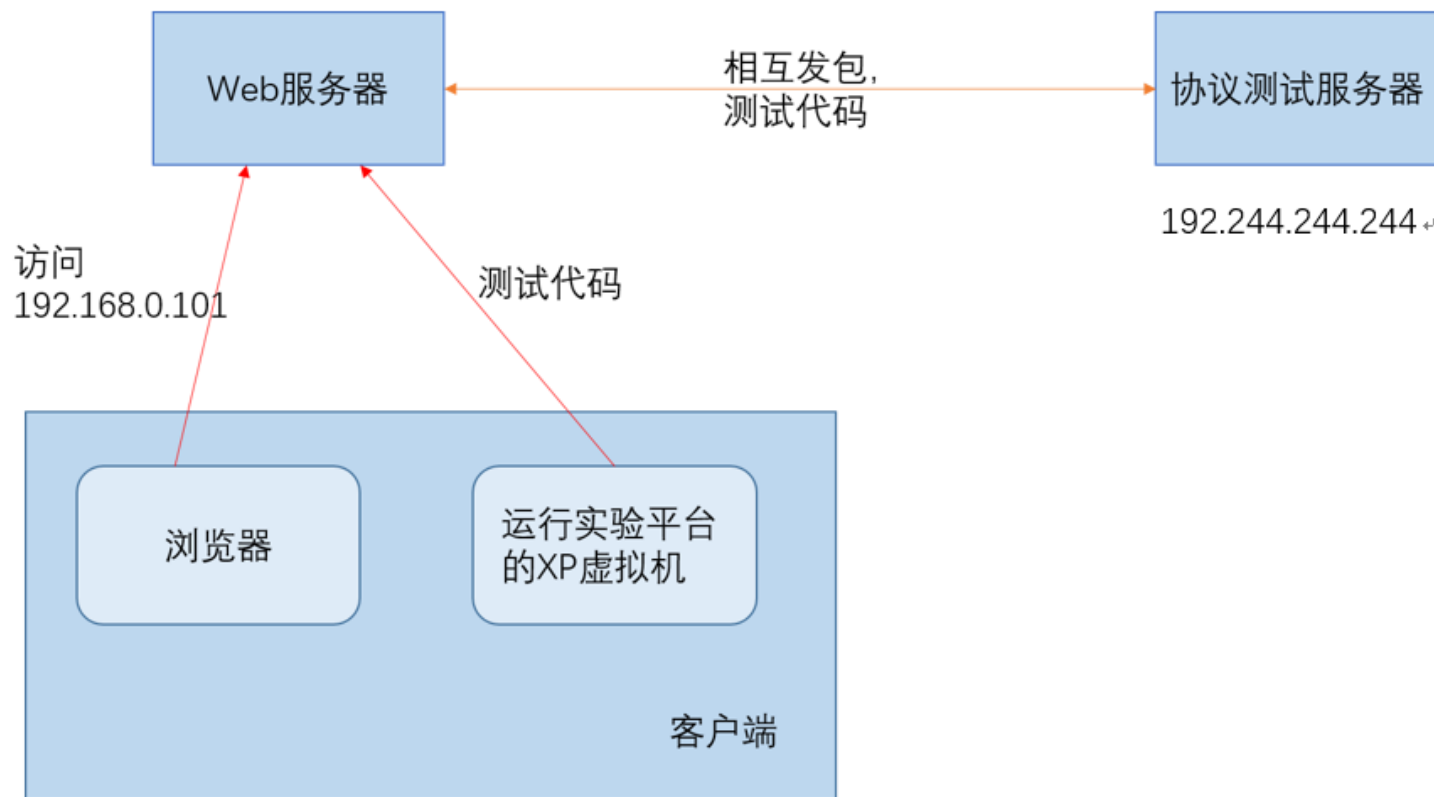 Web服务器
相互发包,
测试代码
协议测试服务器
192.244.244.244
访问
192.168.0.101
测试代码
浏览器
运行实验平台
的XP虚拟机
客户端